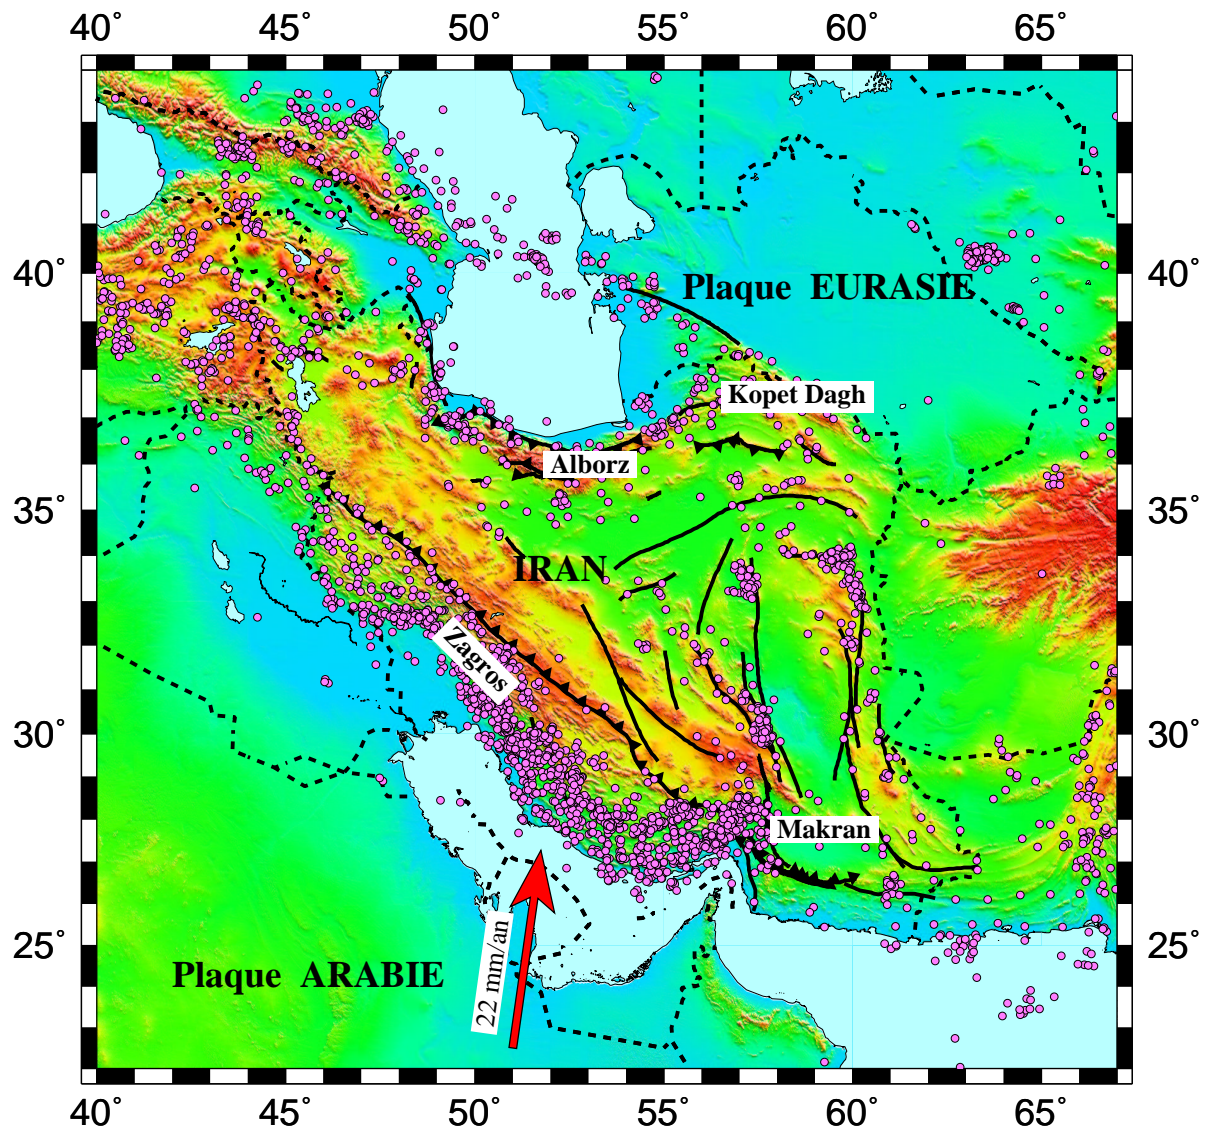 40° 45° 50° 55° 60° 65°
40° 40°
Plaque EURASIE
Kopet Dagh
Alborz
35° 35°
IRAN
Zagros
30° 30°
Makran
22 mm/an
25° 25°
Plaque ARABIE
40° 45° 50° 55° 60° 65°